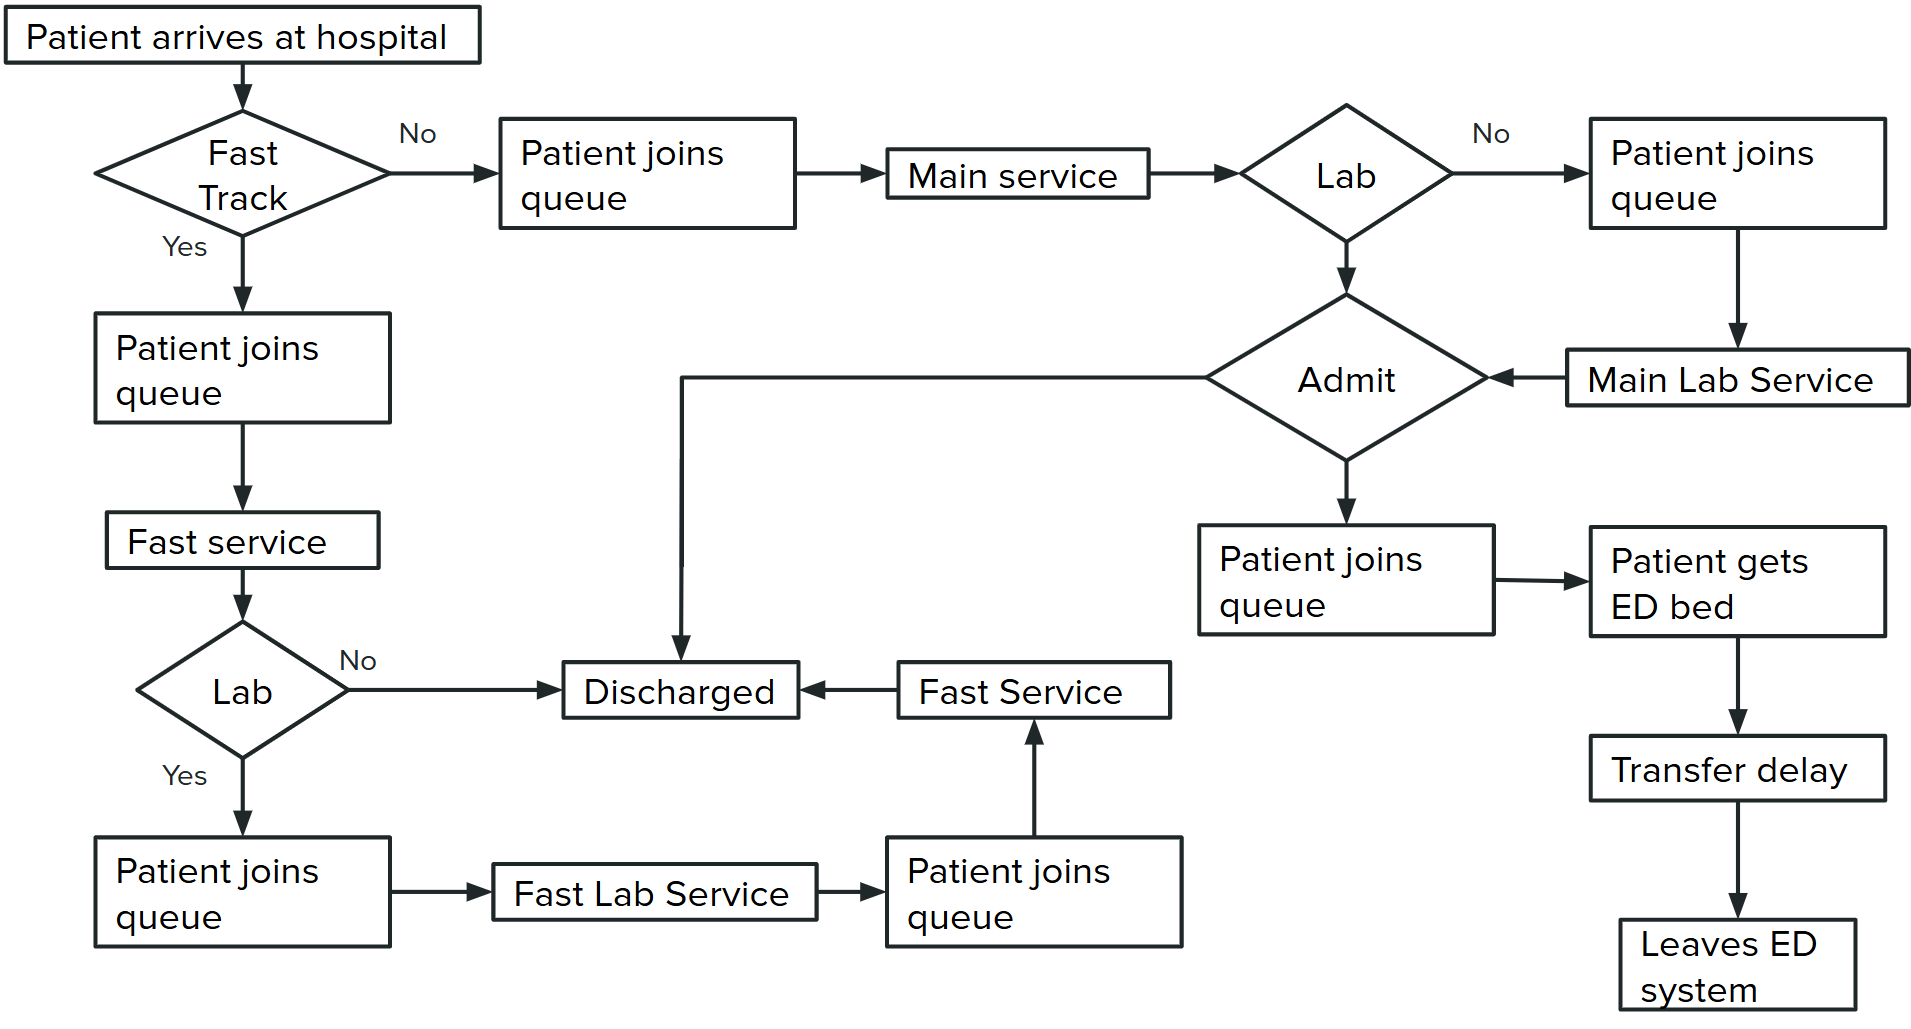 Patient arrives at hospital
Fast
Track
No
Patient joins
queue
Main service
Lab
No
Patient joins
queue
Yes
Patient joins
queue
Admit
Main Lab Service
Fast service
Patient joins
queue
Patient gets
ED bed
Lab
No
Discharged
Fast Service
Yes
Transfer delay
Patient joins
queue
Fast Lab Service
Patient joins
queue
Leaves ED
system